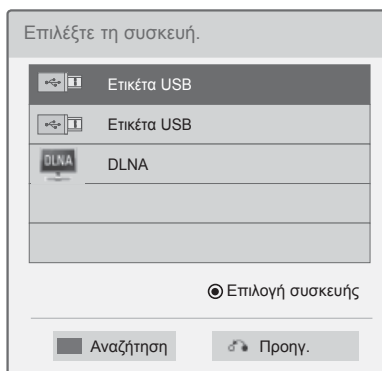 Επιλέξτε τη συσκευή.
Ετικέτα USB
Ετικέτα USB
DLNA DLNA
Επιλογή συσκευής
Αναζήτηση Προηγ.